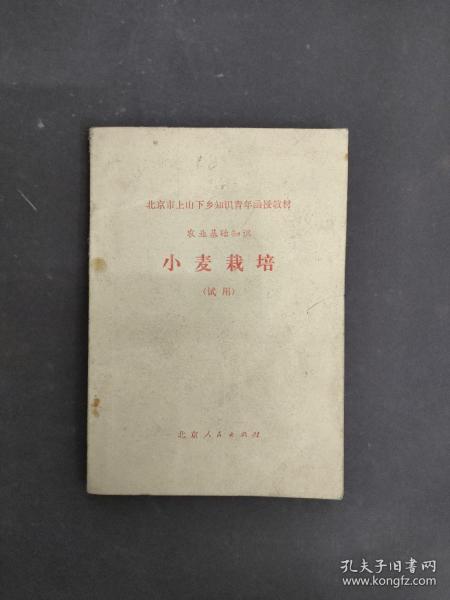 北京市上山下乡知识青年函授教材
农业基础知识
小麦栽培
(试用)
北京人民出版社
孔夫子旧书网
www.kongfz.com